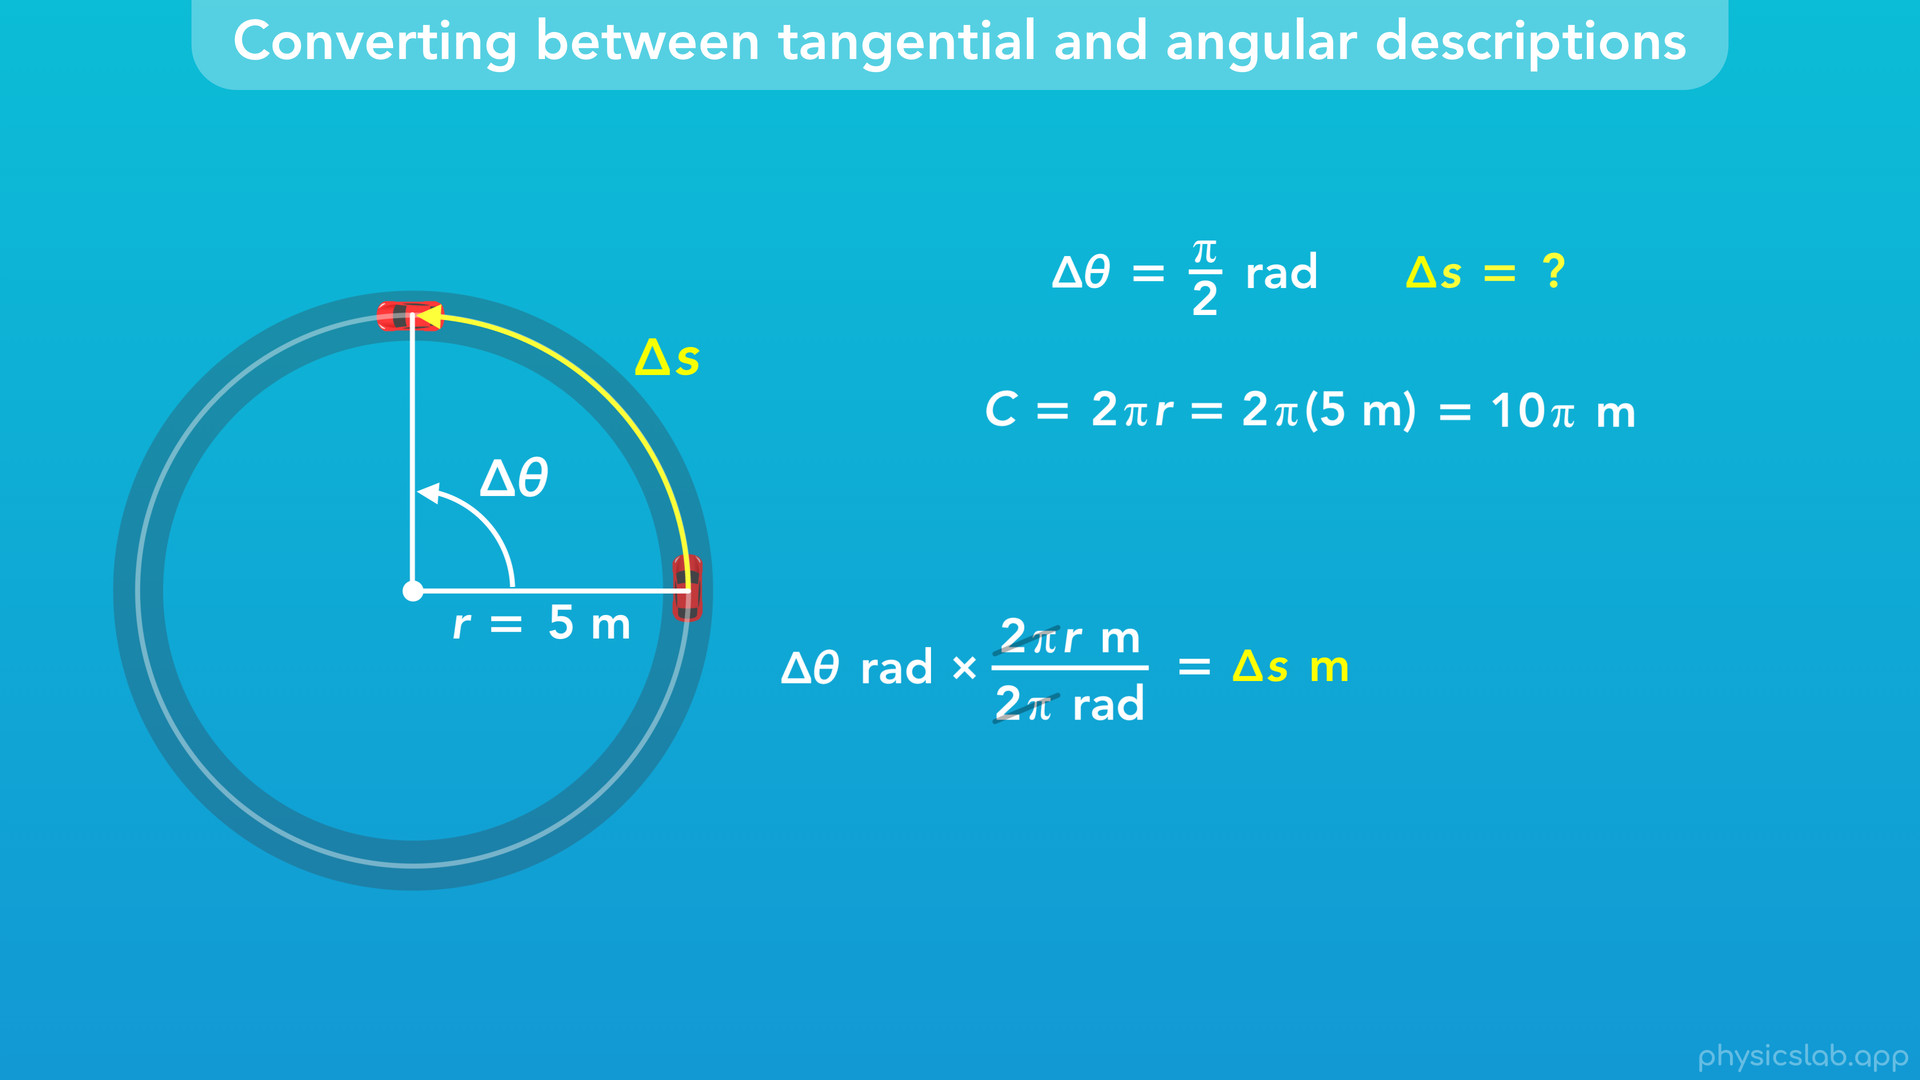 Converting between tangential and angular descriptions
Δθ = π/2 rad Δs = ?
C = 2πr = 2π(5 m) = 10π m
Δs
Δθ
r = 5 m
Δθ rad × 2πr m / 2π rad = Δs m
physicslab.app